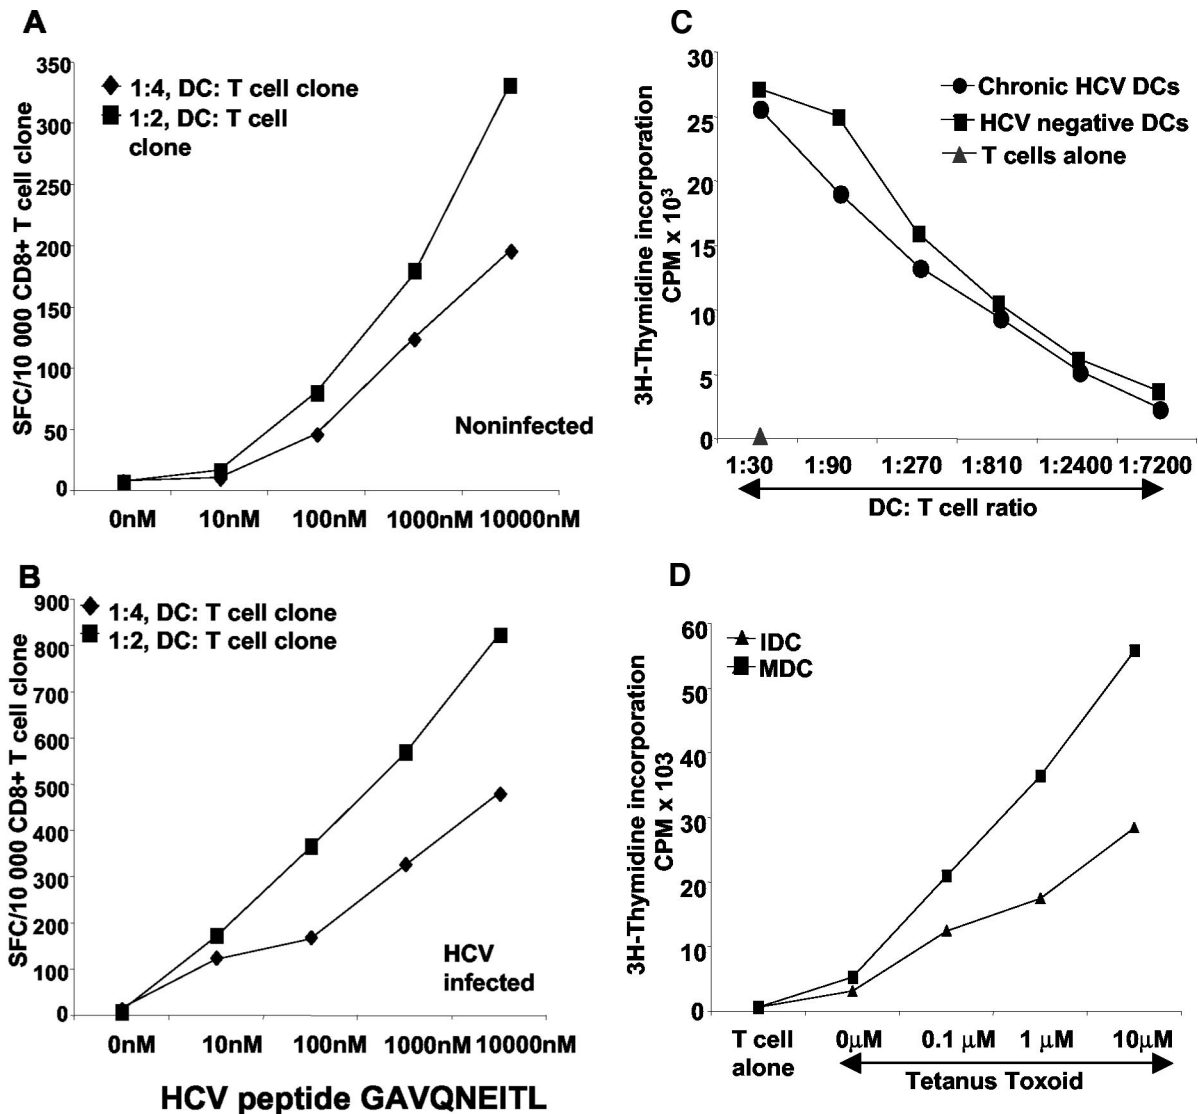 A
SFC/10 000 CD8+ T cell clone
350
300
250
200
150
100
50
0
1:4, DC: T cell clone
1:2, DC: T cell
clone
Noninfected
0nM 10nM 100nM 1000nM 10000nM
B
SFC/10 000 CD8+ T cell clone
900
800
700
600
500
400
300
200
100
0
1:4, DC: T cell clone
1:2, DC: T cell clone
HCV
infected
0nM 10nM 100nM 1000nM 10000nM
HCV peptide GAVQNEITL
C
3H-Thymidine incorporation
CPM x 10³
30
25
20
15
10
5
0
Chronic HCV DCs
HCV negative DCs
T cells alone
1:30 1:90 1:270 1:810 1:2400 1:7200
DC: T cell ratio
D
3H-Thymidine incorporation
CPM x 103
60
50
40
30
20
10
0
IDC
MDC
T cell
alone
0µM 0.1 µM 1 µM 10µM
Tetanus Toxoid